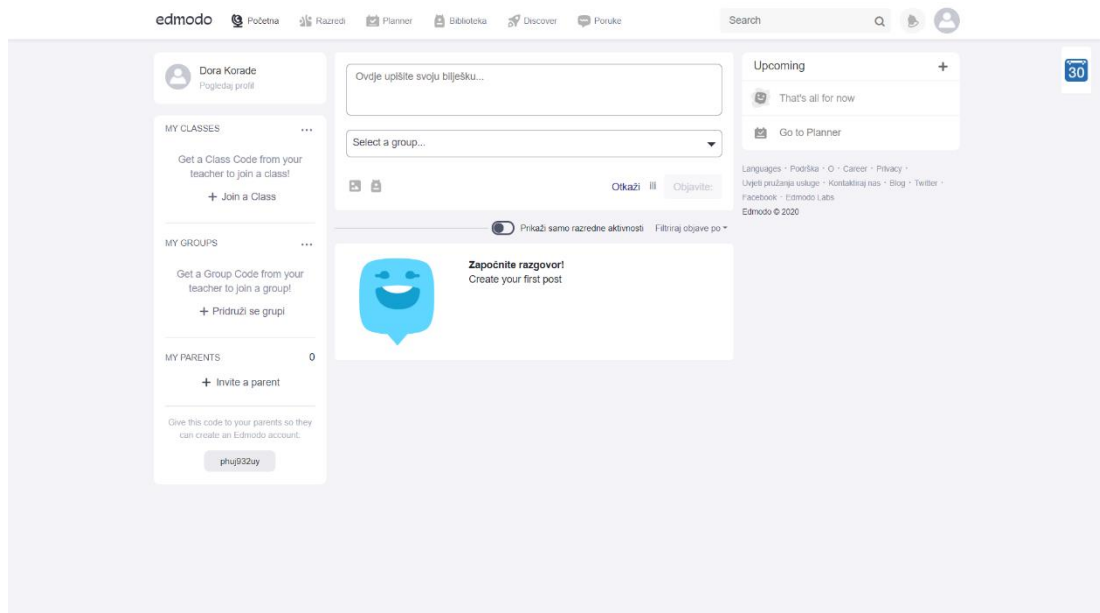 edmodo Početna Razredi Planner Biblioteka Discover Poruke Search
Dora Korade
Pogledaj profil
MY CLASSES ...
Get a Class Code from your
teacher to join a class!
+ Join a Class
MY GROUPS ...
Get a Group Code from your
teacher to join a group!
+ Pridruži se grupi
MY PARENTS 0
+ Invite a parent
Give this code to your parents so they
can create an Edmodo account.
phuj932uy
Ovdje upišite svoju bilješku...
Select a group...
Otkaži ili Objavite:
Prikaži samo razredne aktivnosti Filtriraj objave po
Započnite razgovor!
Create your first post
Upcoming +
That's all for now
Go to Planner
Languages · Podrška · O · Career · Privacy ·
Uvjeti pružanja usluge · Kontaktiraj nas · Blog · Twitter ·
Facebook · Edmodo Labs
Edmodo © 2020
30